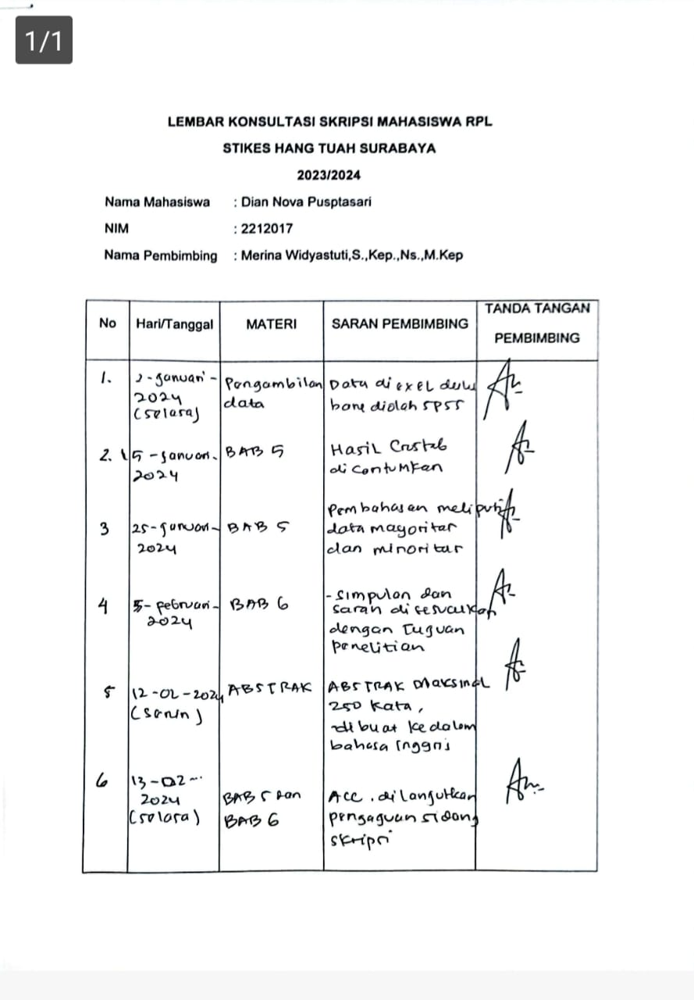 1/1
LEMBAR KONSULTASI SKRIPSI MAHASISWA RPL
STIKES HANG TUAH SURABAYA
2023/2024
Nama Mahasiswa : Dian Nova Pusptasari
NIM : 2212017
Nama Pembimbing : Merina Widyastuti,S.,Kep.,Ns.,M.Kep
No Hari/Tanggal MATERI SARAN PEMBIMBING TANDA TANGAN
PEMBIMBING
1. 2-Januari- Pengambilan Data di exel dulu
2024 data baru diolah SPSS
(selasa)
2. 15-Januari- BAB 5 Hasil
2024 di cantumkan
3 25-Januari- BAB 5 Pembahasan meliputi
2024 data mayoritas
dan minoritas
4 5-februari- BAB 6 -Simpulan dan
2024 saran disesuaikan
dengan Tujuan
penelitian
5 12-02-2024 ABSTRAK ABSTRAK Maksimal
(senin) 250 Kata,
dibuat kedalam
bahasa Inggris
6 13-02-
2024 BAB 5 dan Acc. dilanjutkan
(selasa) BAB 6 pengajuan sidang
skripsi